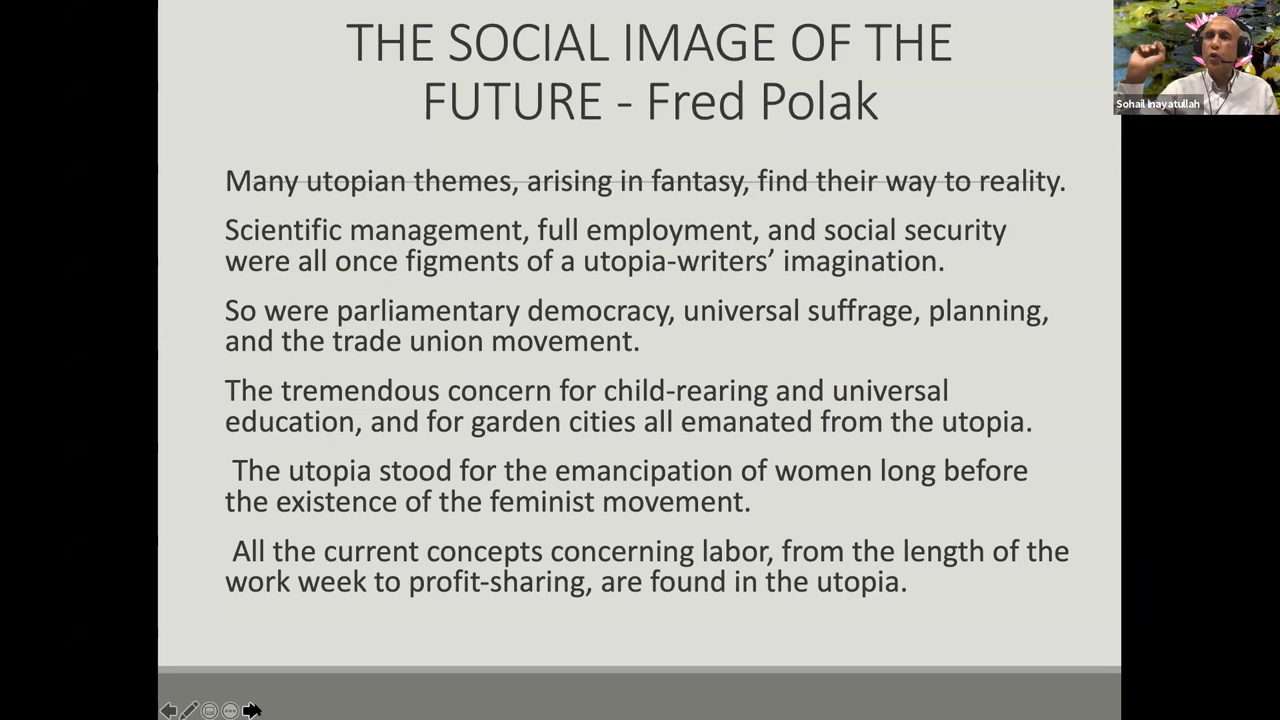 THE SOCIAL IMAGE OF THE
FUTURE - Fred Polak
Sohail Inayatullah
Many utopian themes, arising in fantasy, find their way to reality.
Scientific management, full employment, and social security
were all once figments of a utopia-writers’ imagination.
So were parliamentary democracy, universal suffrage, planning,
and the trade union movement.
The tremendous concern for child-rearing and universal
education, and for garden cities all emanated from the utopia.
The utopia stood for the emancipation of women long before
the existence of the feminist movement.
All the current concepts concerning labor, from the length of the
work week to profit-sharing, are found in the utopia.